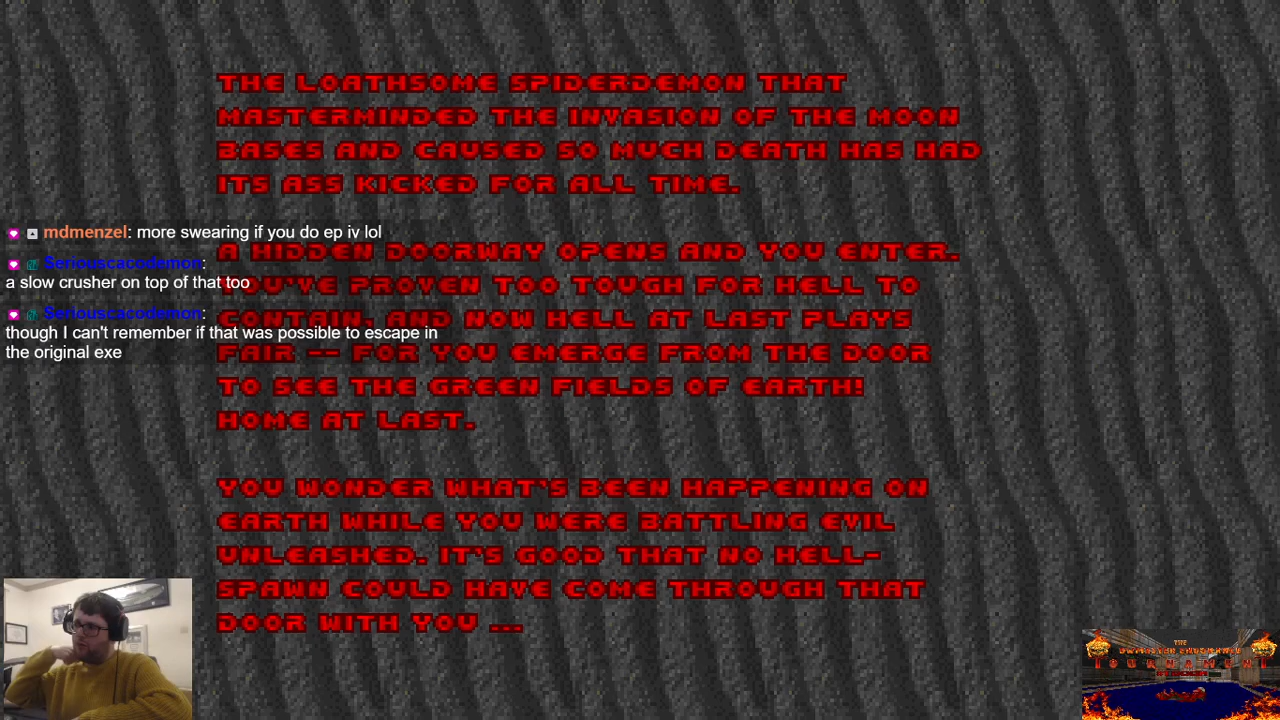 THE LOATHSOME SPIDERDEMON THAT
MASTERMINDED THE INVASION OF THE MOON
BASES AND CAUSED SO MUCH DEATH HAS HAD
ITS ASS KICKED FOR ALL TIME.
mdmenzel: more swearing if you do ep iv lol
A HIDDEN DOORWAY OPENS AND YOU ENTER.
Seriouscacodemon:
a slow crusher on top of that too
YOU'VE PROVEN TOO TOUGH FOR HELL TO
Seriouscacodemon:
though I can't remember if that was possible to escape in
the original exe
CONTAIN, AND NOW HELL AT LAST PLAYS
FAIR -- FOR YOU EMERGE FROM THE DOOR
TO SEE THE GREEN FIELDS OF EARTH!
HOME AT LAST.
YOU WONDER WHAT'S BEEN HAPPENING ON
EARTH WHILE YOU WERE BATTLING EVIL
UNLEASHED. IT'S GOOD THAT NO HELL-
SPAWN COULD HAVE COME THROUGH THAT
DOOR WITH YOU ...
THE
TOURNAMENT